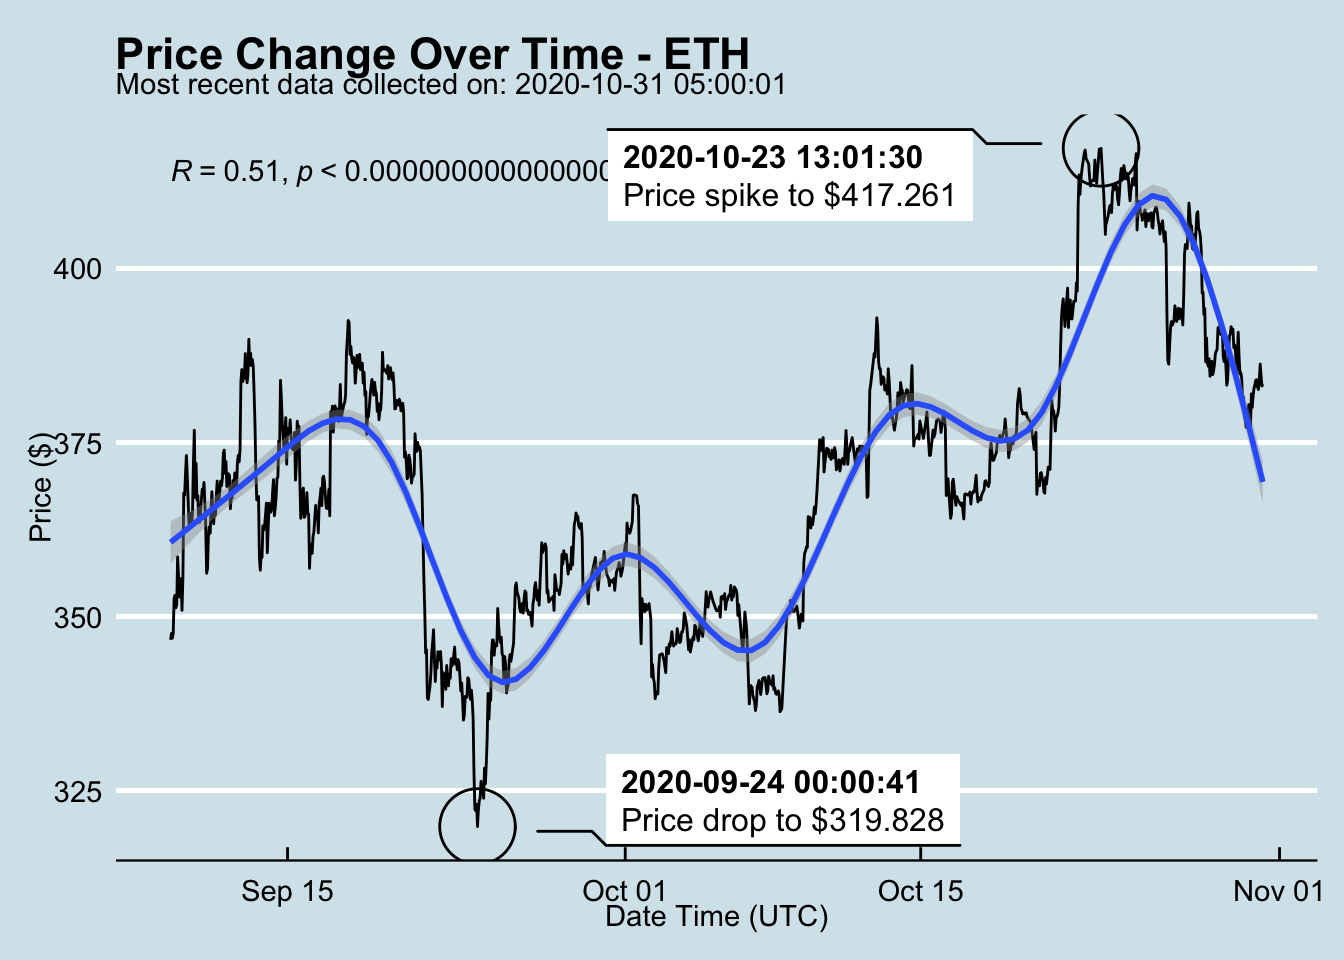 Price Change Over Time - ETH
Most recent data collected on: 2020-10-31 05:00:01
R = 0.51, p < 0.000000000000000
2020-10-23 13:01:30
Price spike to $417.261
400
375
350
325
Price ($)
2020-09-24 00:00:41
Price drop to $319.828
Sep 15
Oct 01
Oct 15
Nov 01
Date Time (UTC)